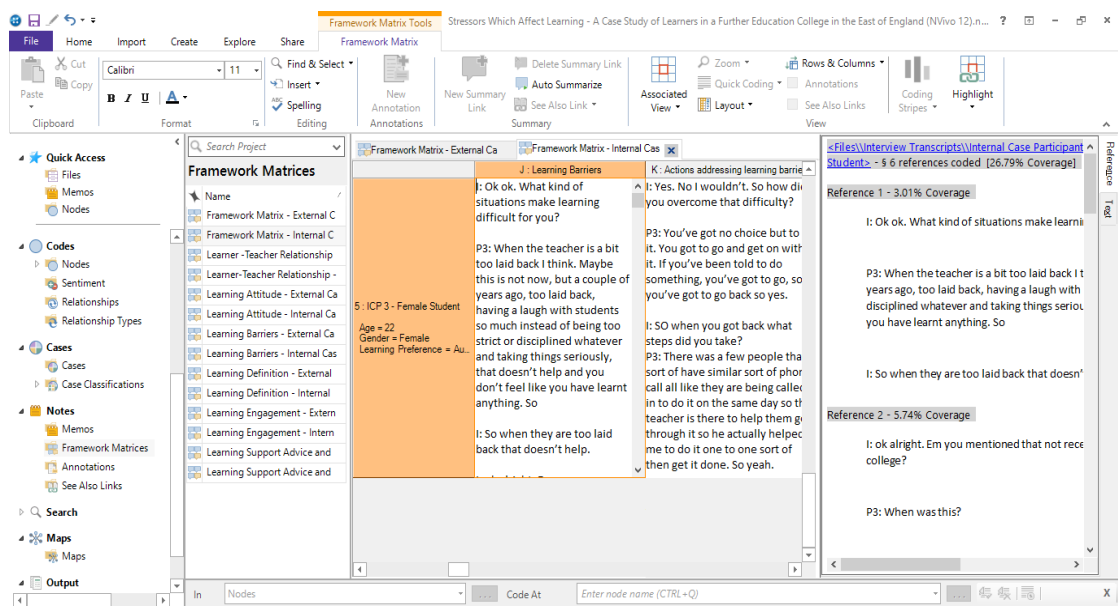 Framework Matrix Tools
Stressors Which Affect Learning - A Case Study of Learners in a Further Education College in the East of England (NVivo 12).n...
File Home Import Create Explore Share Framework Matrix
Paste
Cut
Copy
Clipboard
Calibri 11
B I U A
Format
Find & Select
Insert
Spelling
Editing
New Annotation
Annotations
New Summary Link
Delete Summary Link
Auto Summarize
See Also Link
Summary
Associated View
Zoom
Quick Coding
Layout
Rows & Columns
Annotations
See Also Links
View
Coding Stripes
Highlight
Quick Access
Files
Memos
Nodes
Codes
Nodes
Sentiment
Relationships
Relationship Types
Cases
Cases
Case Classifications
Notes
Memos
Framework Matrices
Annotations
See Also Links
Search
Maps
Maps
Output
Search Project
Framework Matrices
Name
Framework Matrix - External C
Framework Matrix - Internal C
Learner -Teacher Relationship
Learner-Teacher Relationship -
Learning Attitude - External Ca
Learning Attitude - Internal Ca
Learning Barriers - External Ca
Learning Barriers - Internal Cas
Learning Definition - External
Learning Definition - Internal
Learning Engagement - Extern
Learning Engagement - Intern
Learning Support Advice and
Learning Support Advice and
Framework Matrix - External Ca
Framework Matrix - Internal Cas
J : Learning Barriers
K : Actions addressing learning barrie
5 : ICP 3 - Female Student
Age = 22
Gender = Female
Learning Preference = Au...
I: Ok ok. What kind of
situations make learning
difficult for you?
P3: When the teacher is a bit
too laid back I think. Maybe
this is not now, but a couple of
years ago, too laid back,
having a laugh with students
so much instead of being too
strict or disciplined whatever
and taking things seriously,
that doesn't help and you
don't feel like you have learnt
anything. So
I: So when they are too laid
back that doesn't help.
I: Yes. No I wouldn't. So how di
you overcome that difficulty?
P3: You've got no choice but to
it. You got to go and get on with
it. If you've been told to do
something, you've got to go, so
you've got to go back so yes.
I: SO when you got back what
steps did you take?
P3: There was a few people tha
sort of have similar sort of phor
call all like they are being called
in to do it on the same day so th
teacher is there to help them g
through it so he actually helped
me to do it one to one sort of
then get it done. So yeah.
<Files\\Interview Transcripts\\Internal Case Participant
Student> - § 6 references coded [26.79% Coverage]
Reference 1 - 3.01% Coverage
I: Ok ok. What kind of situations make learni
P3: When the teacher is a bit too laid back I t
years ago, too laid back, having a laugh with
disciplined whatever and taking things seriou
you have learnt anything. So
I: So when they are too laid back that doesn'
Reference 2 - 5.74% Coverage
I: ok alright. Em you mentioned that not rece
college?
P3: When was this?
Reference
Text
In Nodes ... Code At Enter node name (CTRL+Q) ... X